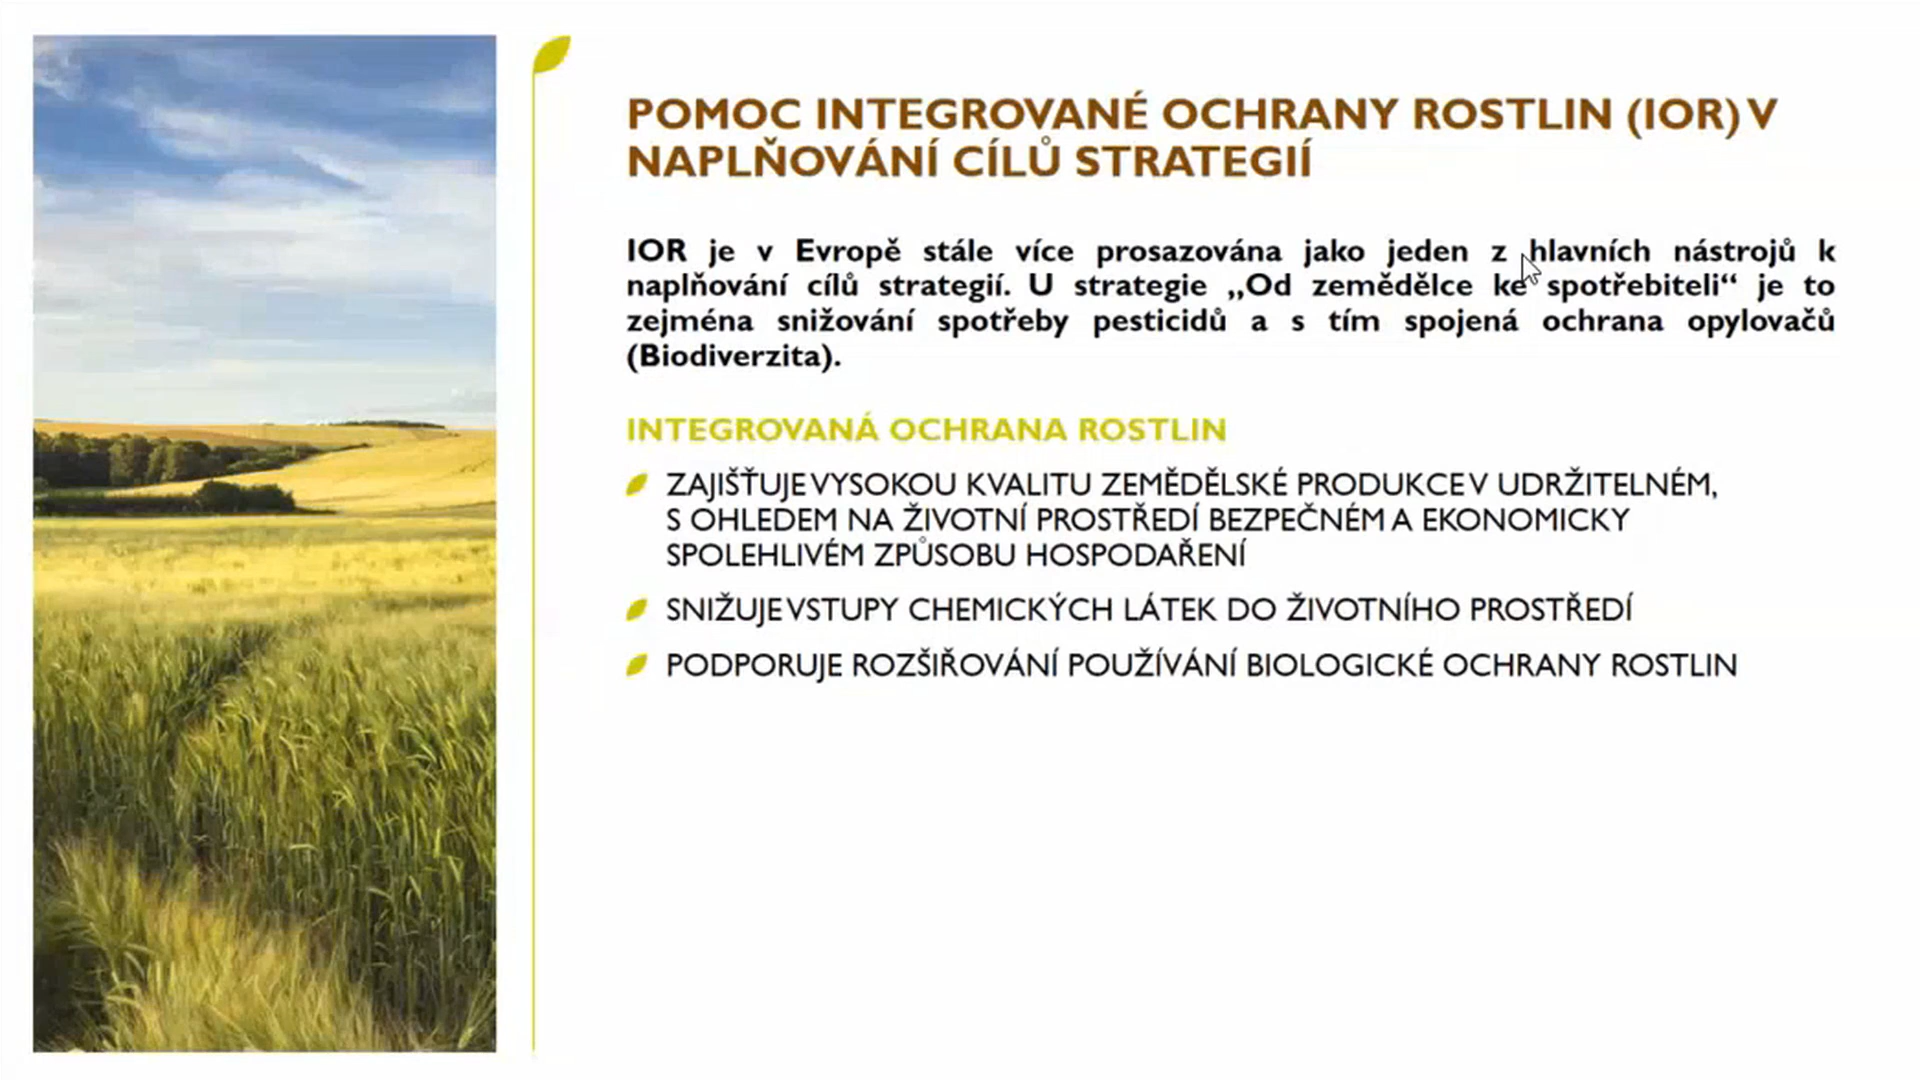 POMOC INTEGROVANÉ OCHRANY ROSTLIN (IOR) V
NAPLŇOVÁNÍ CÍLŮ STRATEGIÍ
IOR je v Evropě stále více prosazována jako jeden z hlavních nástrojů k
naplňování cílů strategií. U strategie „Od zemědělce ke spotřebiteli“ je to
zejména snižování spotřeby pesticidů a s tím spojená ochrana opylovačů
(Biodiverzita).
INTEGROVANÁ OCHRANA ROSTLIN
ZAJIŠŤUJE VYSOKOU KVALITU ZEMĚDĚLSKÉ PRODUKCE V UDRŽITELNÉM,
S OHLEDEM NA ŽIVOTNÍ PROSTŘEDÍ BEZPEČNÉM A EKONOMICKY
SPOLEHLIVÉM ZPŮSOBU HOSPODAŘENÍ
SNIŽUJE VSTUPY CHEMICKÝCH LÁTEK DO ŽIVOTNÍHO PROSTŘEDÍ
PODPORUJE ROZŠIŘOVÁNÍ POUŽÍVÁNÍ BIOLOGICKÉ OCHRANY ROSTLIN